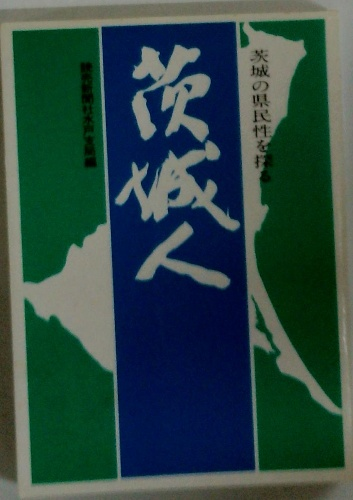 茨城の県民性を探る
茨城人
読売新聞社水戸支局編